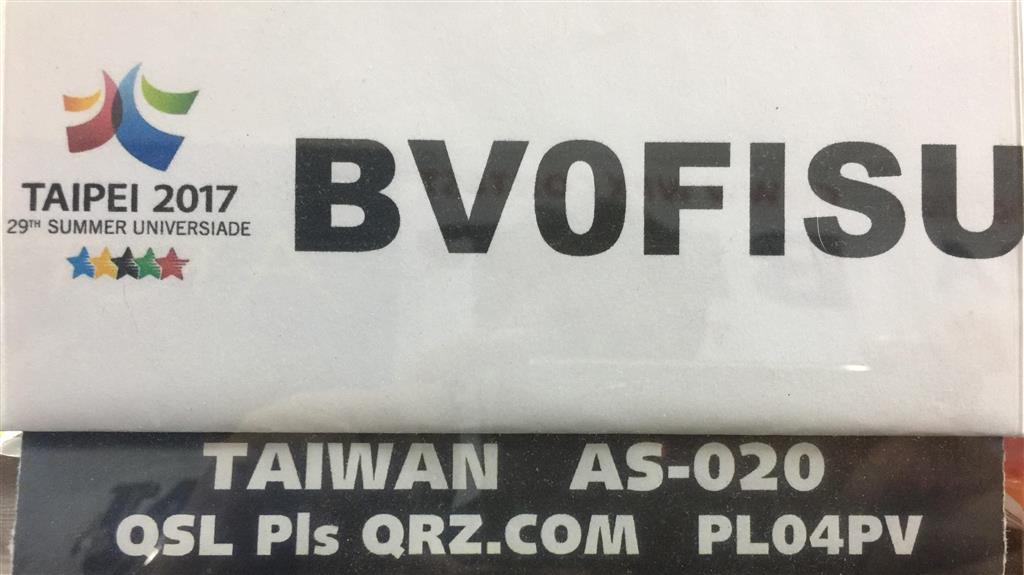 TAIPEI 2017
29TH SUMMER UNIVERSIADE
BV0FISU
TAIWAN AS-020
QSL Pls QRZ.COM PL04PV